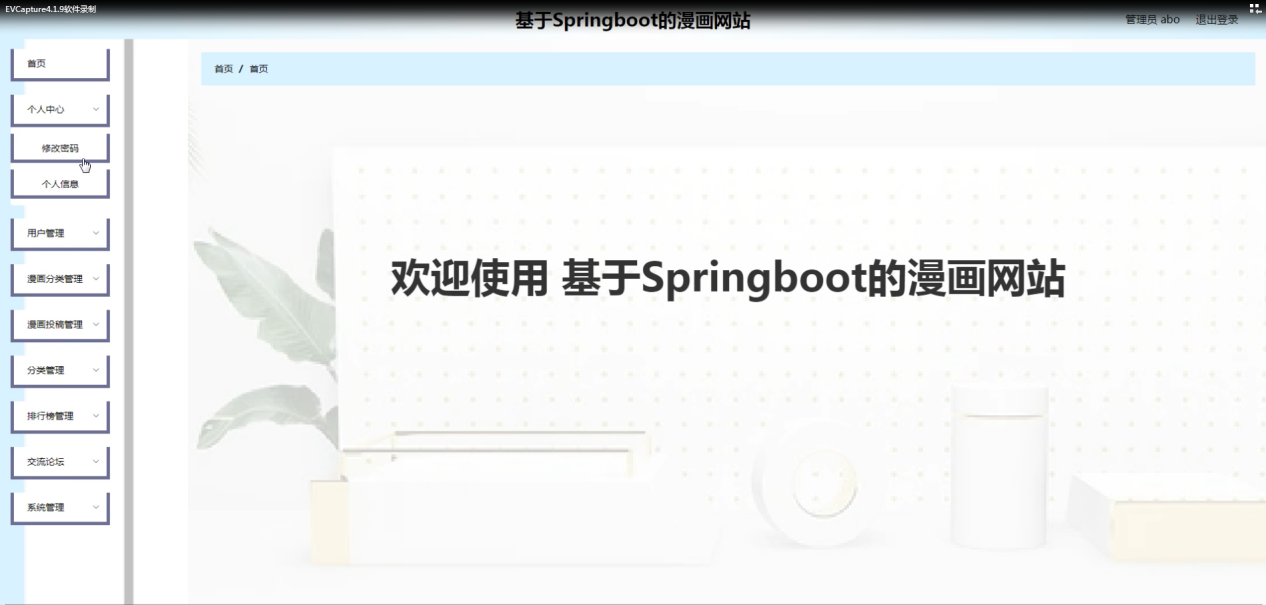 EVCapture4.1.9软件录制
基于Springboot的漫画网站
管理员 abo 退出登录
首页
个人中心
修改密码
个人信息
用户管理
漫画分类管理
漫画投稿管理
分类管理
排行榜管理
交流论坛
系统管理
首页 / 首页
欢迎使用 基于Springboot的漫画网站